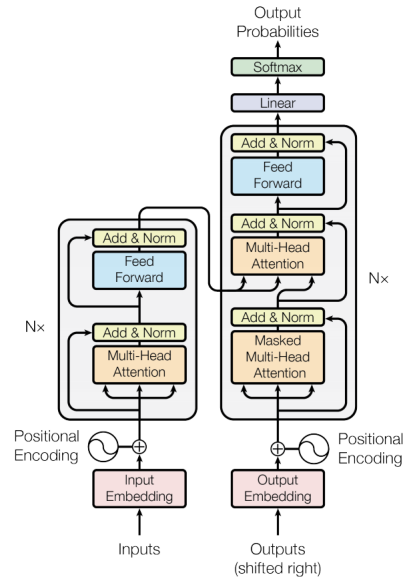 Output
Probabilities
Softmax
Linear
Add & Norm
Feed
Forward
Add & Norm
Multi-Head
Attention
Add & Norm
Masked
Multi-Head
Attention
Nx
Positional
Encoding
Output
Embedding
Outputs
(shifted right)
Add & Norm
Feed
Forward
Add & Norm
Multi-Head
Attention
Nx
Positional
Encoding
Input
Embedding
Inputs